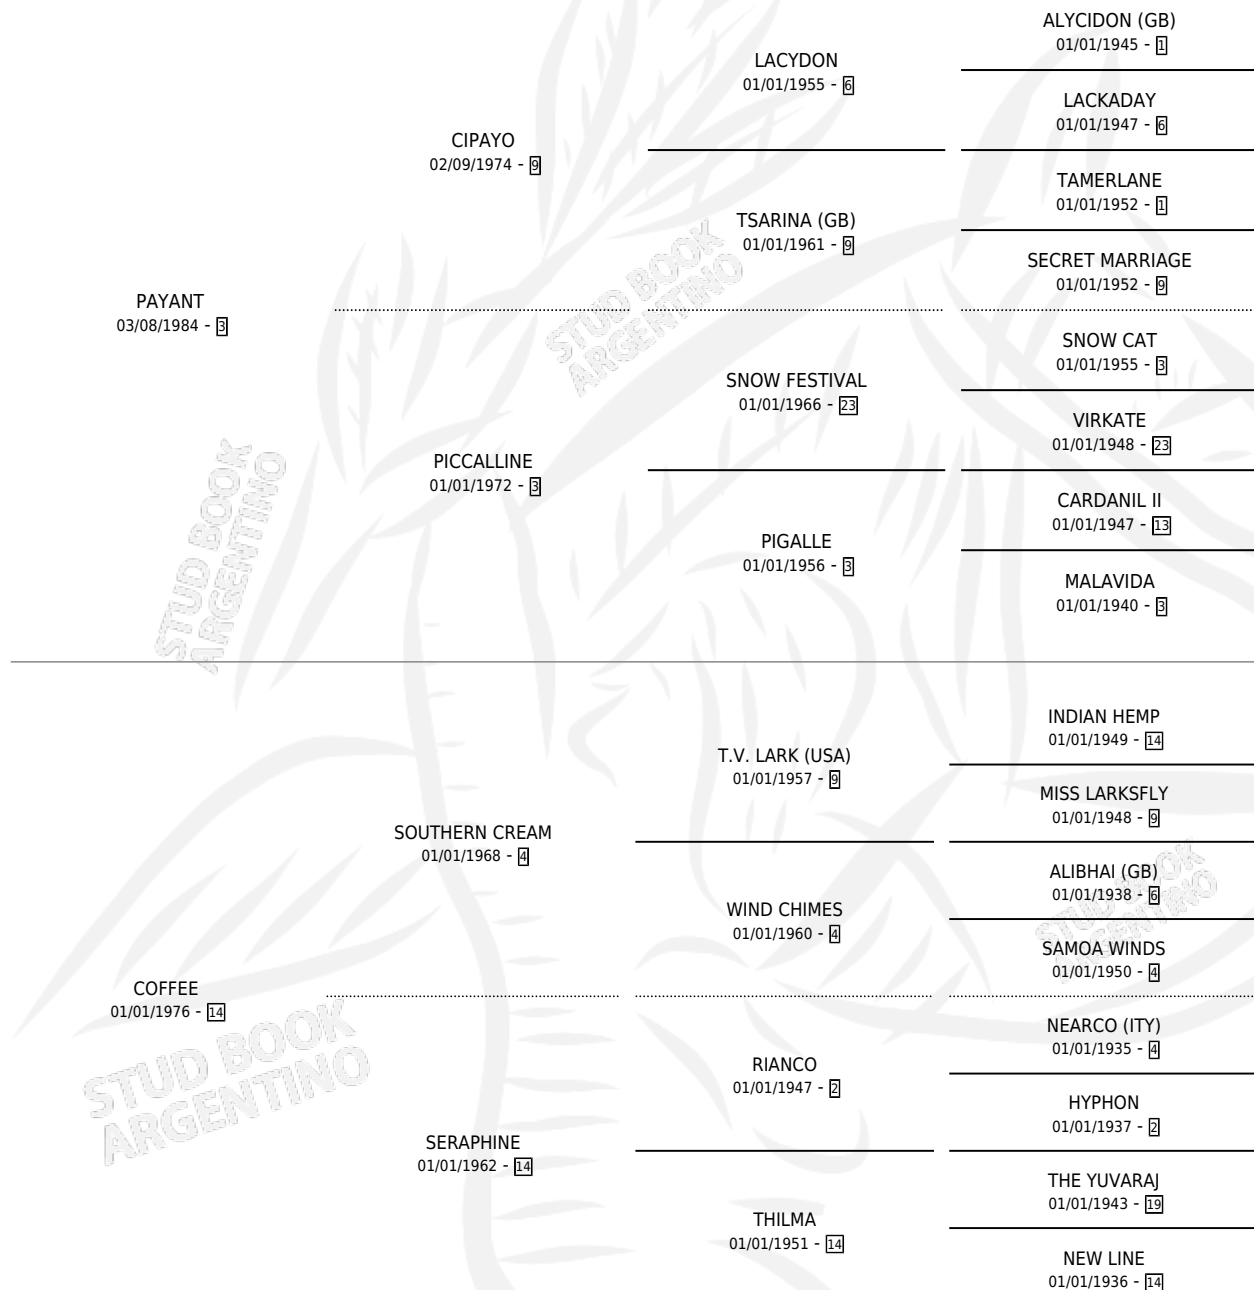 ALYCIDON (GB)
01/01/1945 - 1
LACYDON
01/01/1955 - 6
LACKADAY
01/01/1947 - 6
CIPAYO
02/09/1974 - 9
TAMERLANE
01/01/1952 - 1
TSARINA (GB)
01/01/1961 - 9
SECRET MARRIAGE
01/01/1952 - 9
PAYANT
03/08/1984 - 3
SNOW CAT
01/01/1955 - 3
SNOW FESTIVAL
01/01/1966 - 23
VIRKATE
01/01/1948 - 23
PICCALLINE
01/01/1972 - 3
CARDANIL II
01/01/1947 - 13
PIGALLE
01/01/1956 - 3
MALAVIDA
01/01/1940 - 3
INDIAN HEMP
01/01/1949 - 14
T.V. LARK (USA)
01/01/1957 - 9
MISS LARKSFLY
01/01/1948 - 9
SOUTHERN CREAM
01/01/1968 - 4
ALIBHAI (GB)
01/01/1938 - 6
WIND CHIMES
01/01/1960 - 4
SAMOA WINDS
01/01/1950 - 4
COFFEE
01/01/1976 - 14
NEARCO (ITY)
01/01/1935 - 4
RIANCO
01/01/1947 - 2
HYPHON
01/01/1937 - 2
SERAPHINE
01/01/1962 - 14
THE YUVARAJ
01/01/1943 - 19
THILMA
01/01/1951 - 14
NEW LINE
01/01/1936 - 14
STUD BOOK
ARGENTINO
STUD BOOK
ARGENTINO
STUD BOOK
ARGENTINO
STUD BOOK
ARGENTINO